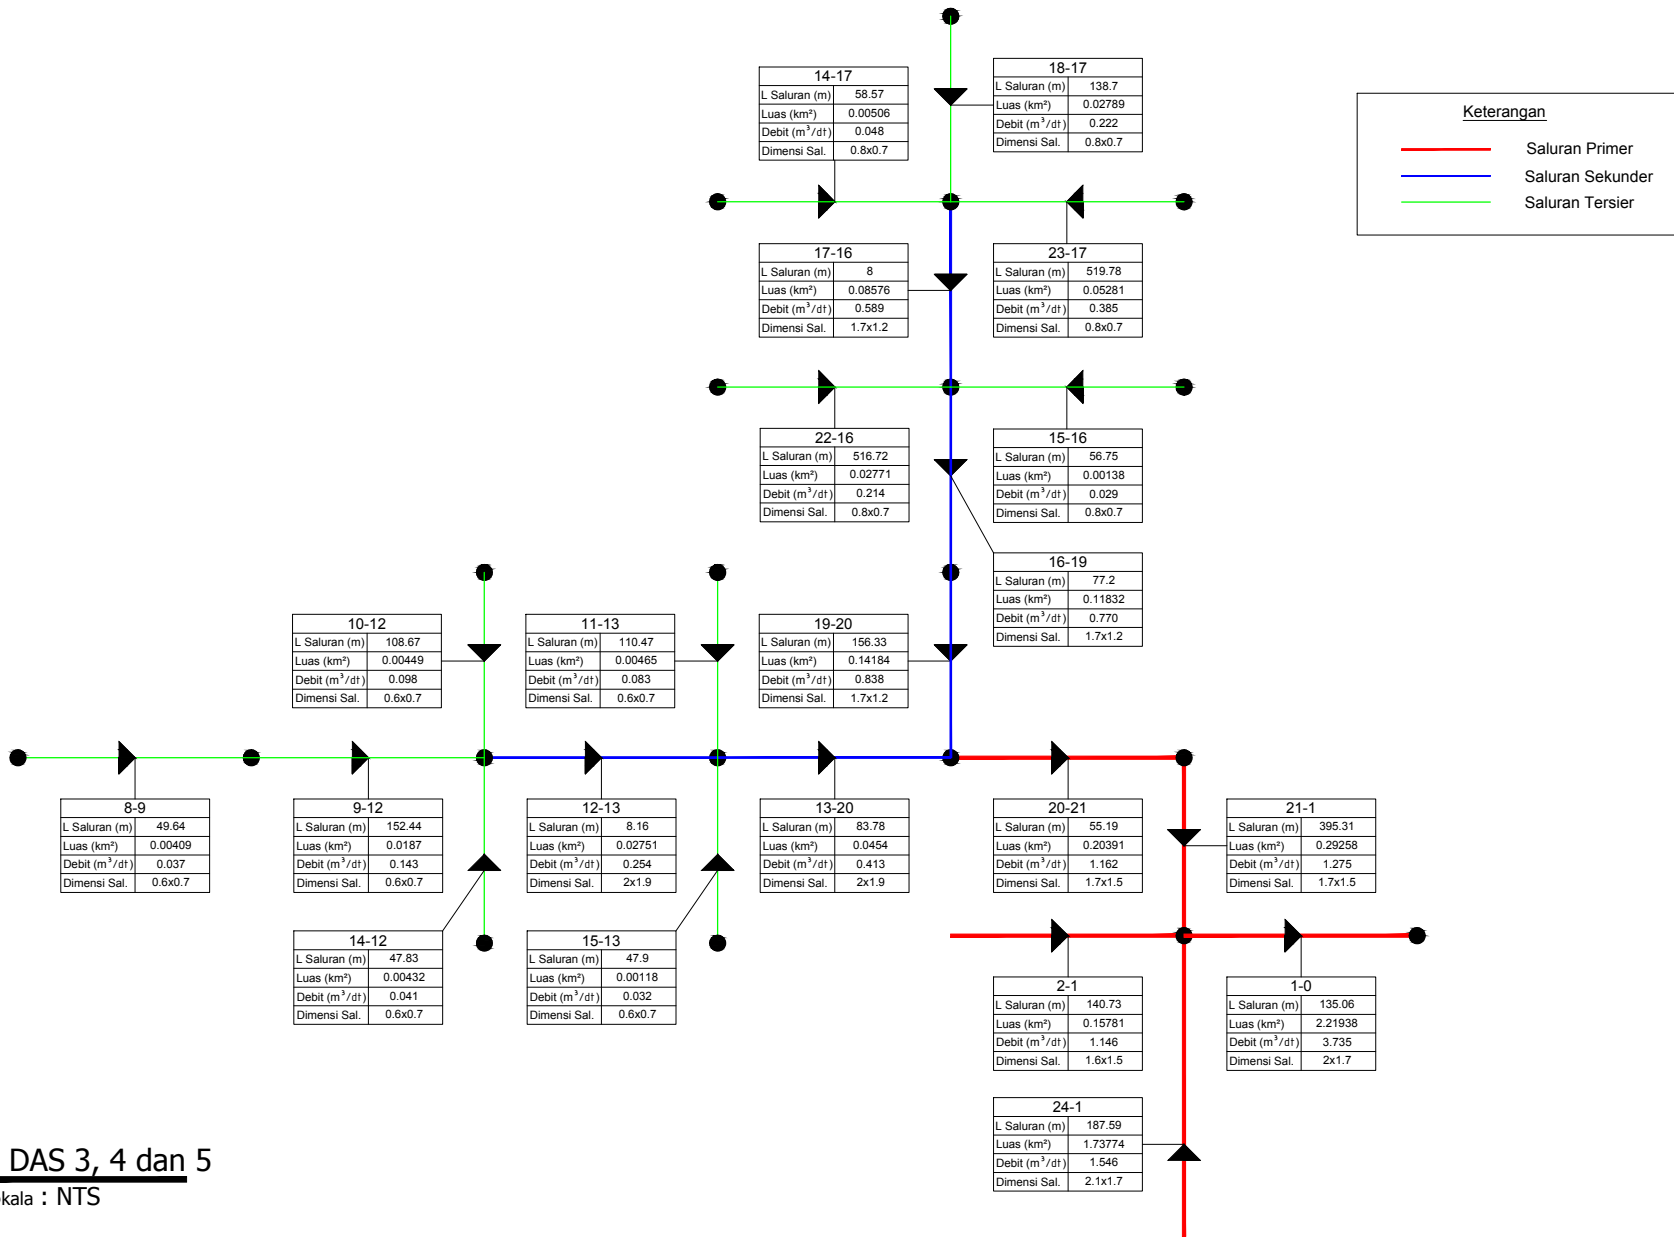 14-17
L Saluran (m) 58.57
Luas (km²) 0.00506
Debit (m³/dt) 0.048
Dimensi Sal. 0.8x0.7
18-17
L Saluran (m) 138.7
Luas (km²) 0.02789
Debit (m³/dt) 0.222
Dimensi Sal. 0.8x0.7
Keterangan
Saluran Primer
Saluran Sekunder
Saluran Tersier
17-16
L Saluran (m) 8
Luas (km²) 0.08576
Debit (m³/dt) 0.589
Dimensi Sal. 1.7x1.2
23-17
L Saluran (m) 519.78
Luas (km²) 0.05281
Debit (m³/dt) 0.385
Dimensi Sal. 0.8x0.7
22-16
L Saluran (m) 516.72
Luas (km²) 0.02771
Debit (m³/dt) 0.214
Dimensi Sal. 0.8x0.7
15-16
L Saluran (m) 56.75
Luas (km²) 0.00138
Debit (m³/dt) 0.029
Dimensi Sal. 0.8x0.7
16-19
L Saluran (m) 77.2
Luas (km²) 0.11832
Debit (m³/dt) 0.770
Dimensi Sal. 1.7x1.2
10-12
L Saluran (m) 108.67
Luas (km²) 0.00449
Debit (m³/dt) 0.098
Dimensi Sal. 0.6x0.7
11-13
L Saluran (m) 110.47
Luas (km²) 0.00465
Debit (m³/dt) 0.083
Dimensi Sal. 0.6x0.7
19-20
L Saluran (m) 156.33
Luas (km²) 0.14184
Debit (m³/dt) 0.838
Dimensi Sal. 1.7x1.2
8-9
L Saluran (m) 49.64
Luas (km²) 0.00409
Debit (m³/dt) 0.037
Dimensi Sal. 0.6x0.7
9-12
L Saluran (m) 152.44
Luas (km²) 0.0187
Debit (m³/dt) 0.143
Dimensi Sal. 0.6x0.7
12-13
L Saluran (m) 8.16
Luas (km²) 0.02751
Debit (m³/dt) 0.254
Dimensi Sal. 2x1.9
13-20
L Saluran (m) 83.78
Luas (km²) 0.0454
Debit (m³/dt) 0.413
Dimensi Sal. 2x1.9
20-21
L Saluran (m) 55.19
Luas (km²) 0.20391
Debit (m³/dt) 1.162
Dimensi Sal. 1.7x1.5
21-1
L Saluran (m) 395.31
Luas (km²) 0.29258
Debit (m³/dt) 1.275
Dimensi Sal. 1.7x1.5
14-12
L Saluran (m) 47.83
Luas (km²) 0.00432
Debit (m³/dt) 0.041
Dimensi Sal. 0.6x0.7
15-13
L Saluran (m) 47.9
Luas (km²) 0.00118
Debit (m³/dt) 0.032
Dimensi Sal. 0.6x0.7
2-1
L Saluran (m) 140.73
Luas (km²) 0.15781
Debit (m³/dt) 1.146
Dimensi Sal. 1.6x1.5
1-0
L Saluran (m) 135.06
Luas (km²) 2.21938
Debit (m³/dt) 3.735
Dimensi Sal. 2x1.7
24-1
L Saluran (m) 187.59
Luas (km²) 1.73774
Debit (m³/dt) 1.546
Dimensi Sal. 2.1x1.7
DAS 3, 4 dan 5
kala : NTS